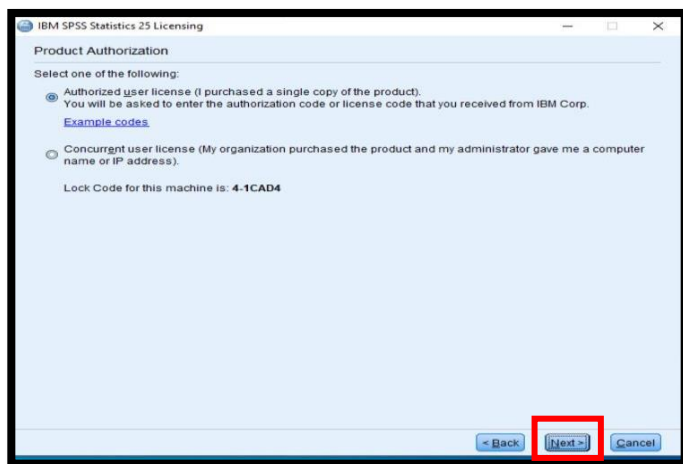 IBM SPSS Statistics 25 Licensing
Product Authorization
Select one of the following:
Authorized user license (I purchased a single copy of the product).
You will be asked to enter the authorization code or license code that you received from IBM Corp.
Example codes
Concurrent user license (My organization purchased the product and my administrator gave me a computer
name or IP address).
Lock Code for this machine is: 4-1CAD4
< Back Next > Cancel